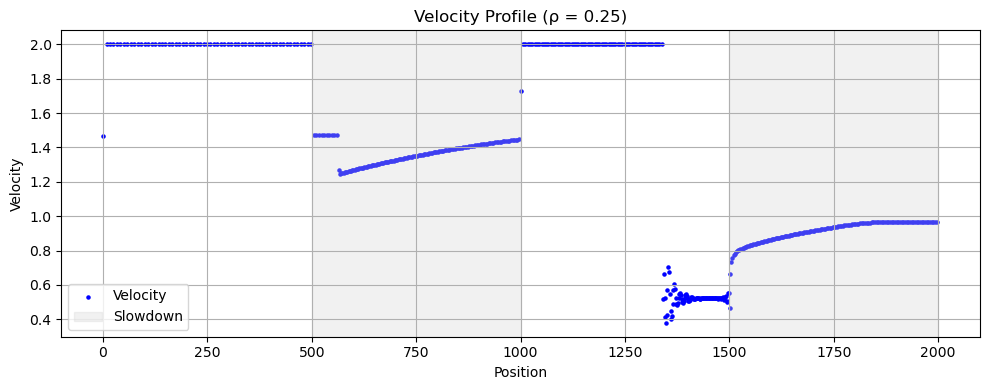 Velocity Profile (ρ = 0.25)
2.0
1.8
1.6
1.4
1.2
1.0
0.8
0.6
0.4
Velocity
Velocity
Slowdown
0 250 500 750 1000 1250 1500 1750 2000
Position